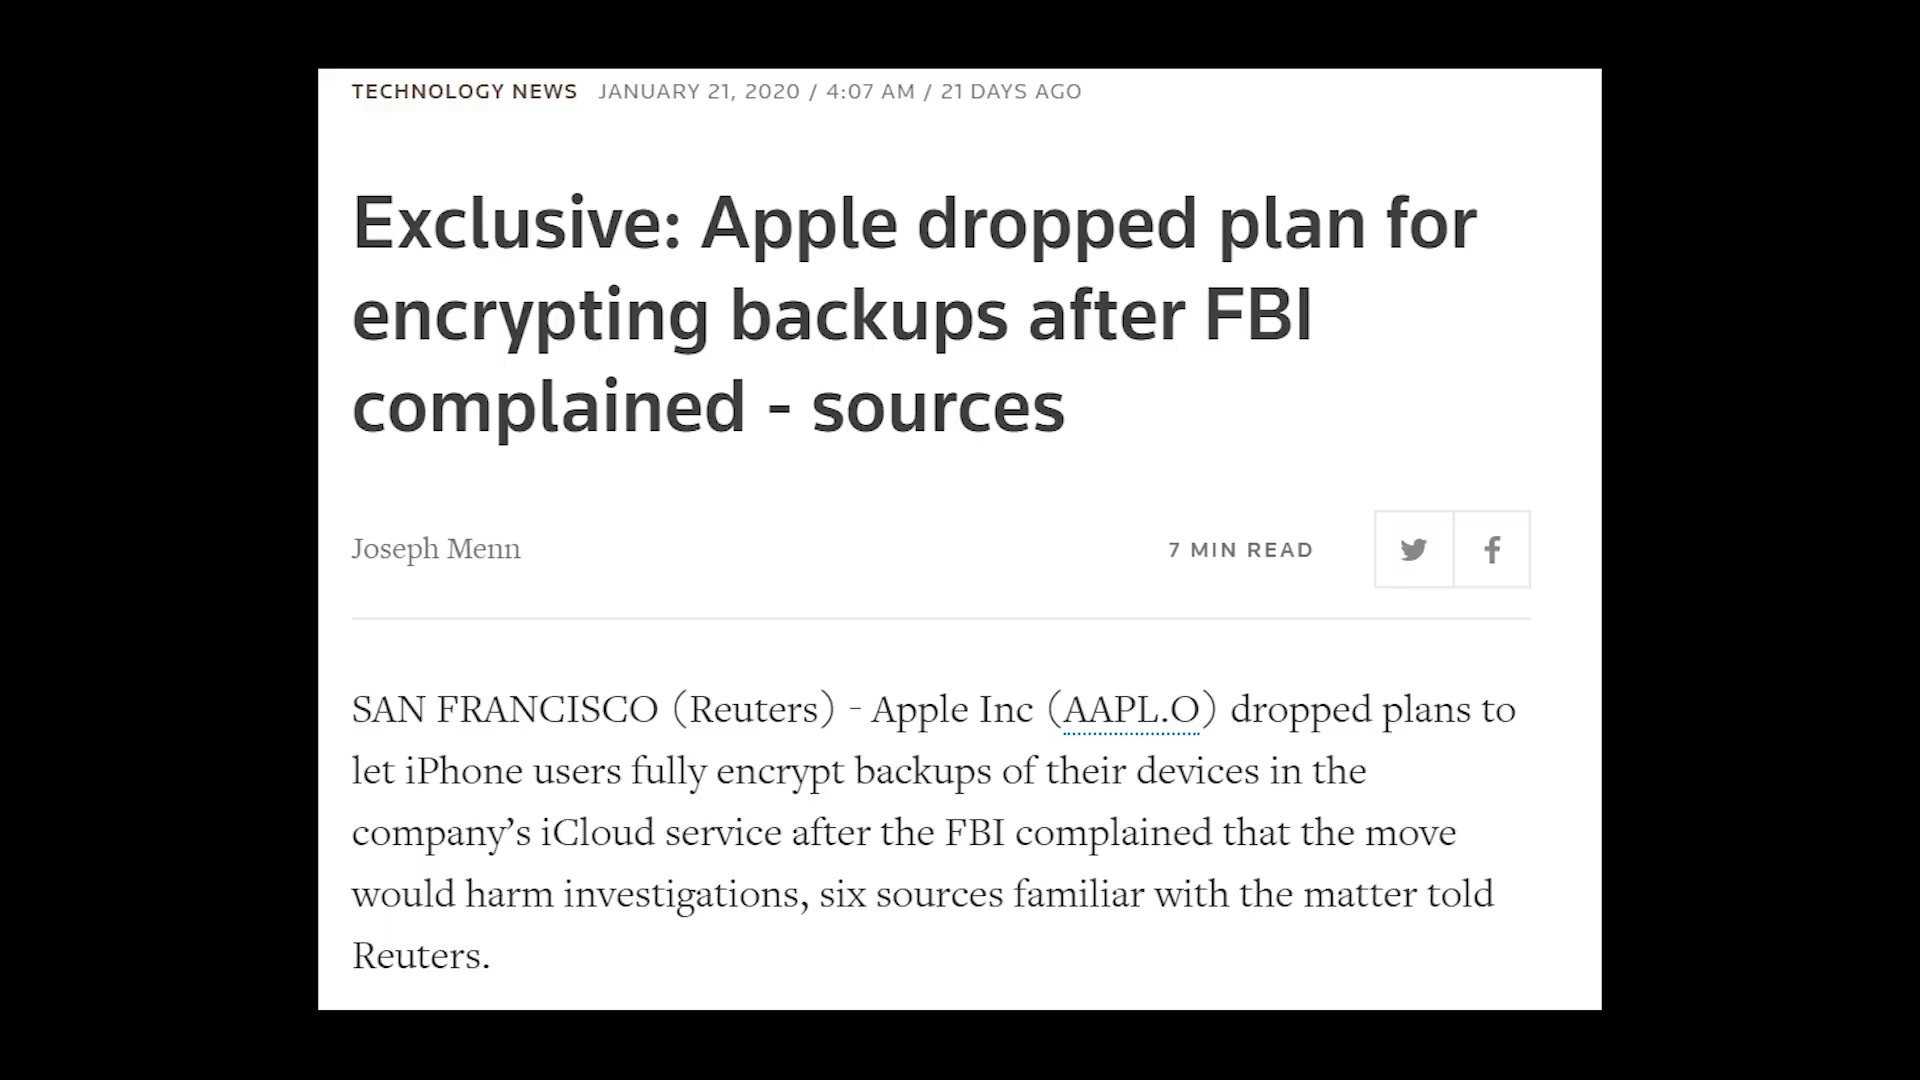 TECHNOLOGY NEWS JANUARY 21, 2020 / 4:07 AM / 21 DAYS AGO
Exclusive: Apple dropped plan for
encrypting backups after FBI
complained - sources
Joseph Menn
7 MIN READ
SAN FRANCISCO (Reuters) - Apple Inc (AAPL.O) dropped plans to
let iPhone users fully encrypt backups of their devices in the
company’s iCloud service after the FBI complained that the move
would harm investigations, six sources familiar with the matter told
Reuters.